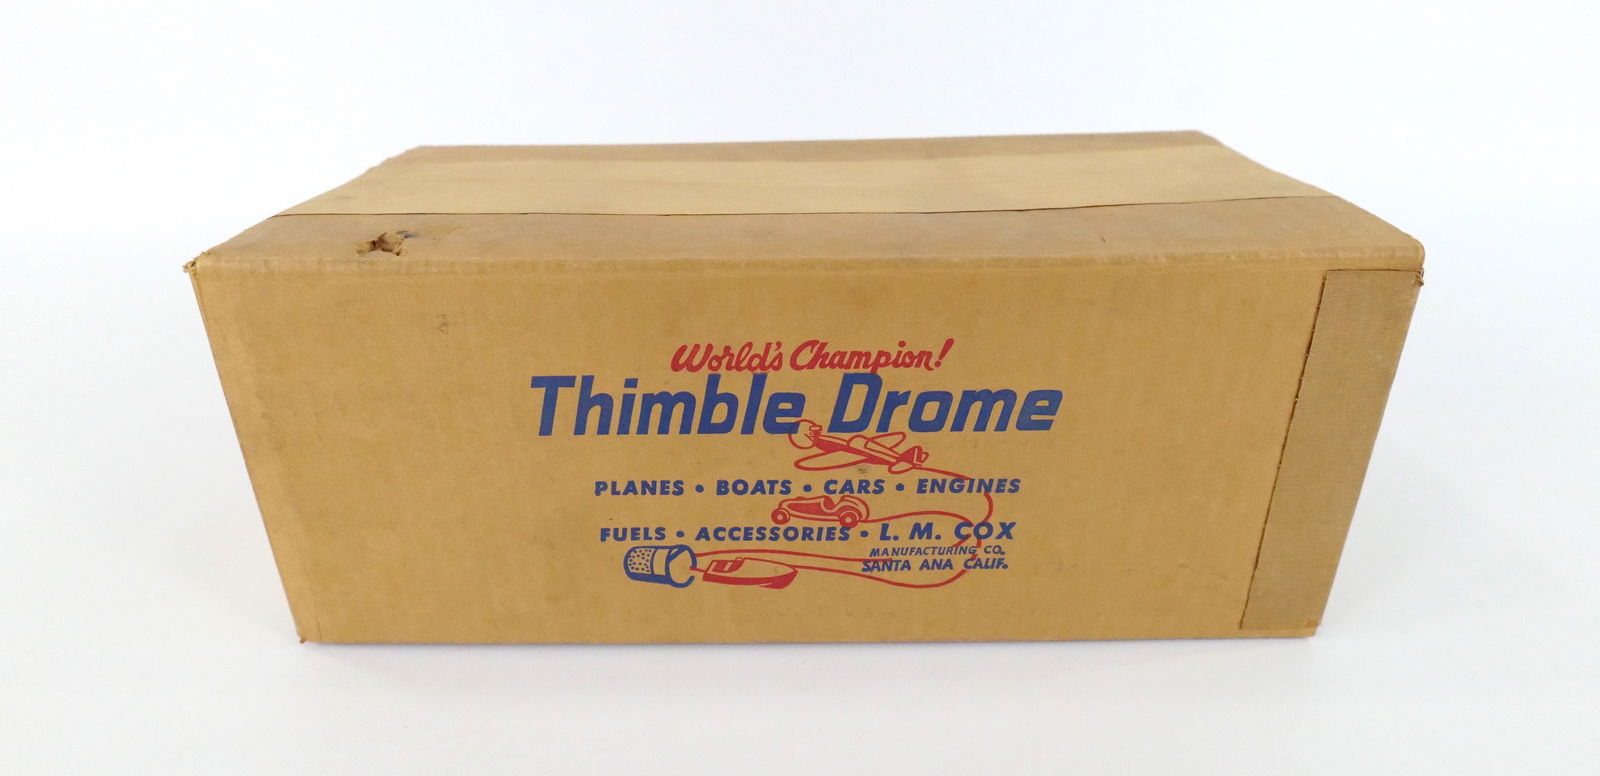 World's Champion!
Thimble Drome
PLANES • BOATS • CARS • ENGINES
FUELS • ACCESSORIES • L. M. COX
MANUFACTURING CO.
SANTA ANA CALIF.